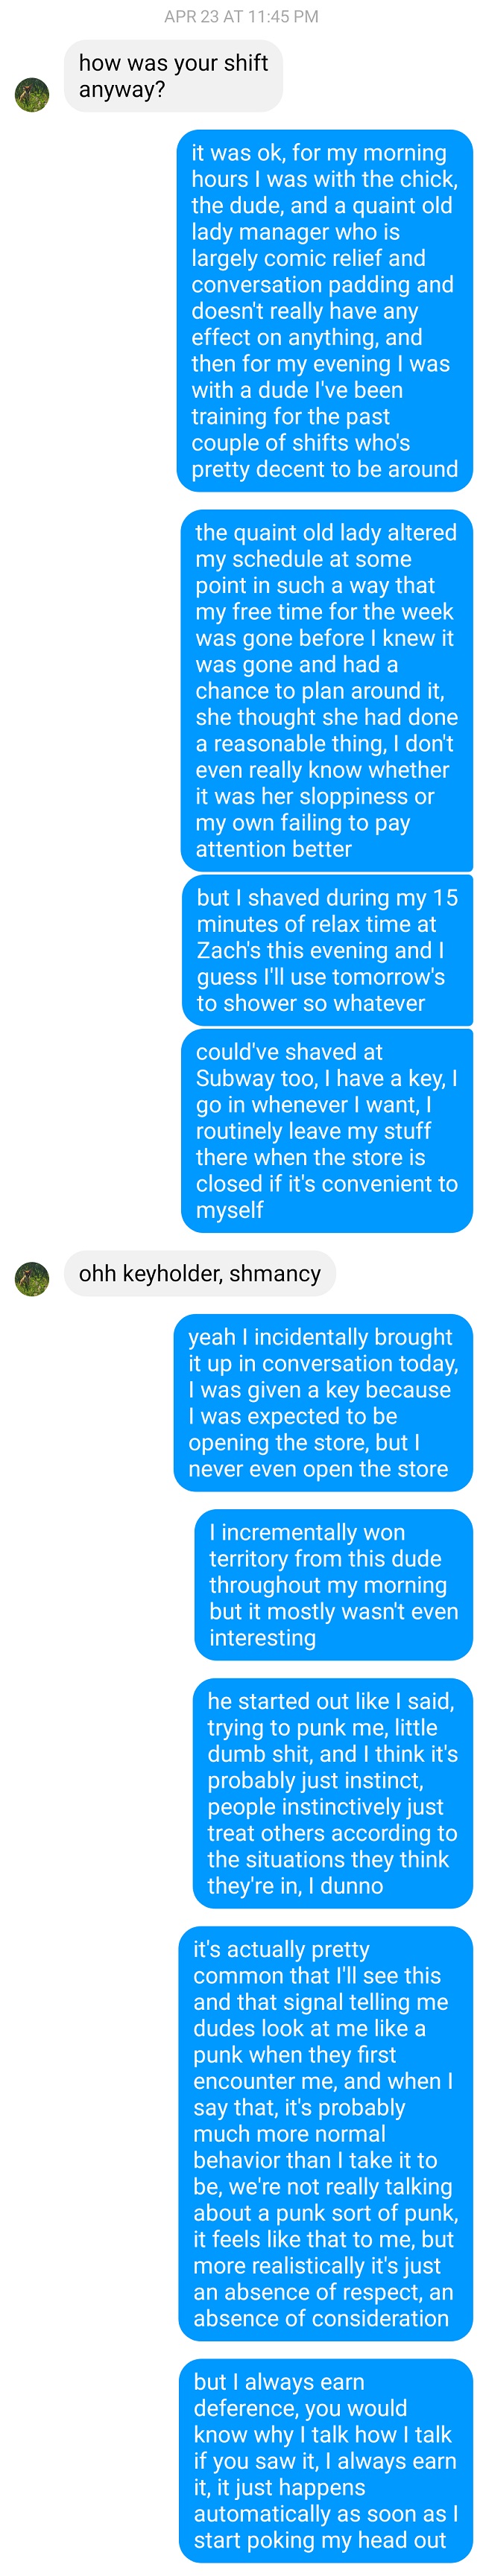 APR 23 AT 11:45 PM
how was your shift
anyway?
it was ok, for my morning
hours I was with the chick,
the dude, and a quaint old
lady manager who is
largely comic relief and
conversation padding and
doesn't really have any
effect on anything, and
then for my evening I was
with a dude I've been
training for the past
couple of shifts who's
pretty decent to be around
the quaint old lady altered
my schedule at some
point in such a way that
my free time for the week
was gone before I knew it
was gone and had a
chance to plan around it,
she thought she had done
a reasonable thing, I don't
even really know whether
it was her sloppiness or
my own failing to pay
attention better
but I shaved during my 15
minutes of relax time at
Zach's this evening and I
guess I'll use tomorrow's
to shower so whatever
could've shaved at
Subway too, I have a key, I
go in whenever I want, I
routinely leave my stuff
there when the store is
closed if it's convenient to
myself
ohh keyholder, shmancy
yeah I incidentally brought
it up in conversation today,
I was given a key because
I was expected to be
opening the store, but I
never even open the store
I incrementally won
territory from this dude
throughout my morning
but it mostly wasn't even
interesting
he started out like I said,
trying to punk me, little
dumb shit, and I think it's
probably just instinct,
people instinctively just
treat others according to
the situations they think
they're in, I dunno
it's actually pretty
common that I'll see this
and that signal telling me
dudes look at me like a
punk when they first
encounter me, and when I
say that, it's probably
much more normal
behavior than I take it to
be, we're not really talking
about a punk sort of punk,
it feels like that to me, but
more realistically it's just
an absence of respect, an
absence of consideration
but I always earn
deference, you would
know why I talk how I talk
if you saw it, I always earn
it, it just happens
automatically as soon as I
start poking my head out